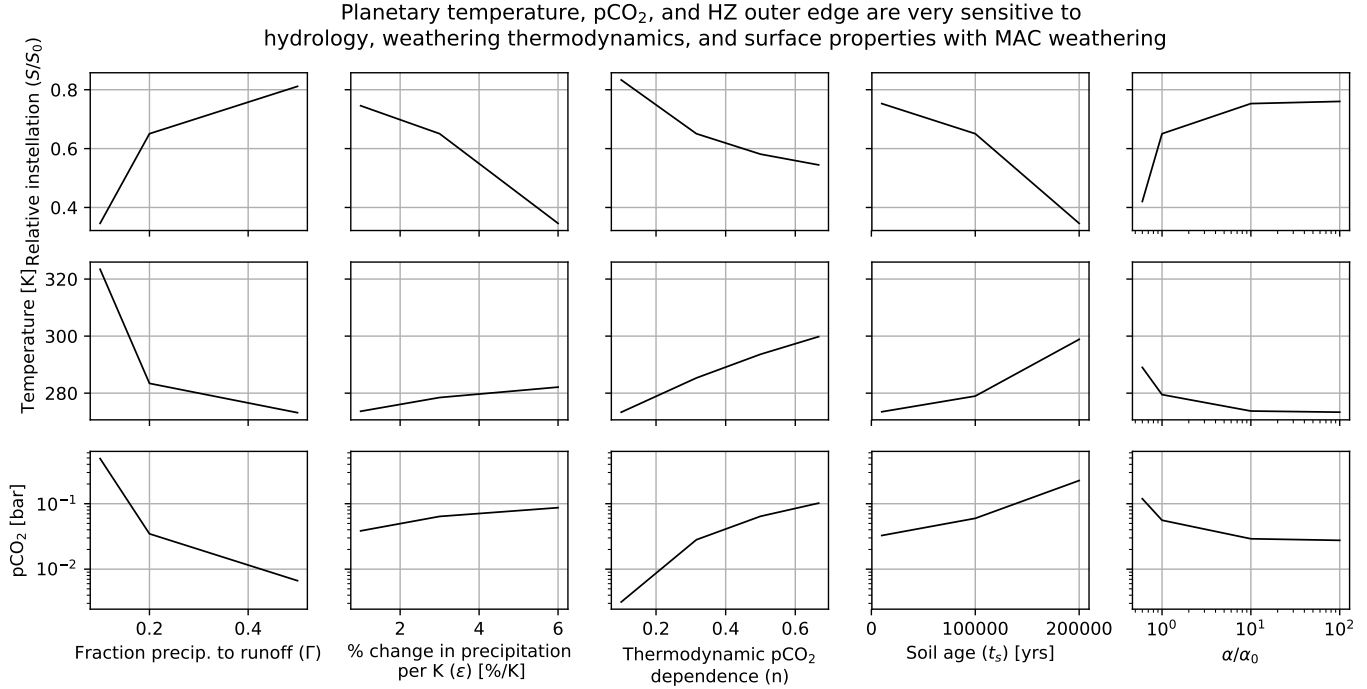 Planetary temperature, pCO₂, and HZ outer edge are very sensitive to
hydrology, weathering thermodynamics, and surface properties with MAC weathering
Relative instellation (S/S₀)
0.8
0.6
0.4
Temperature [K]
320
300
280
pCO₂ [bar]
10⁻¹
10⁻²
0.2 0.4
Fraction precip. to runoff (Γ)
2 4 6
% change in precipitation
per K (ε) [%/K]
0.2 0.4 0.6
Thermodynamic pCO₂
dependence (n)
0 100000 200000
Soil age (tₛ) [yrs]
10⁰ 10¹ 10²
α/α₀